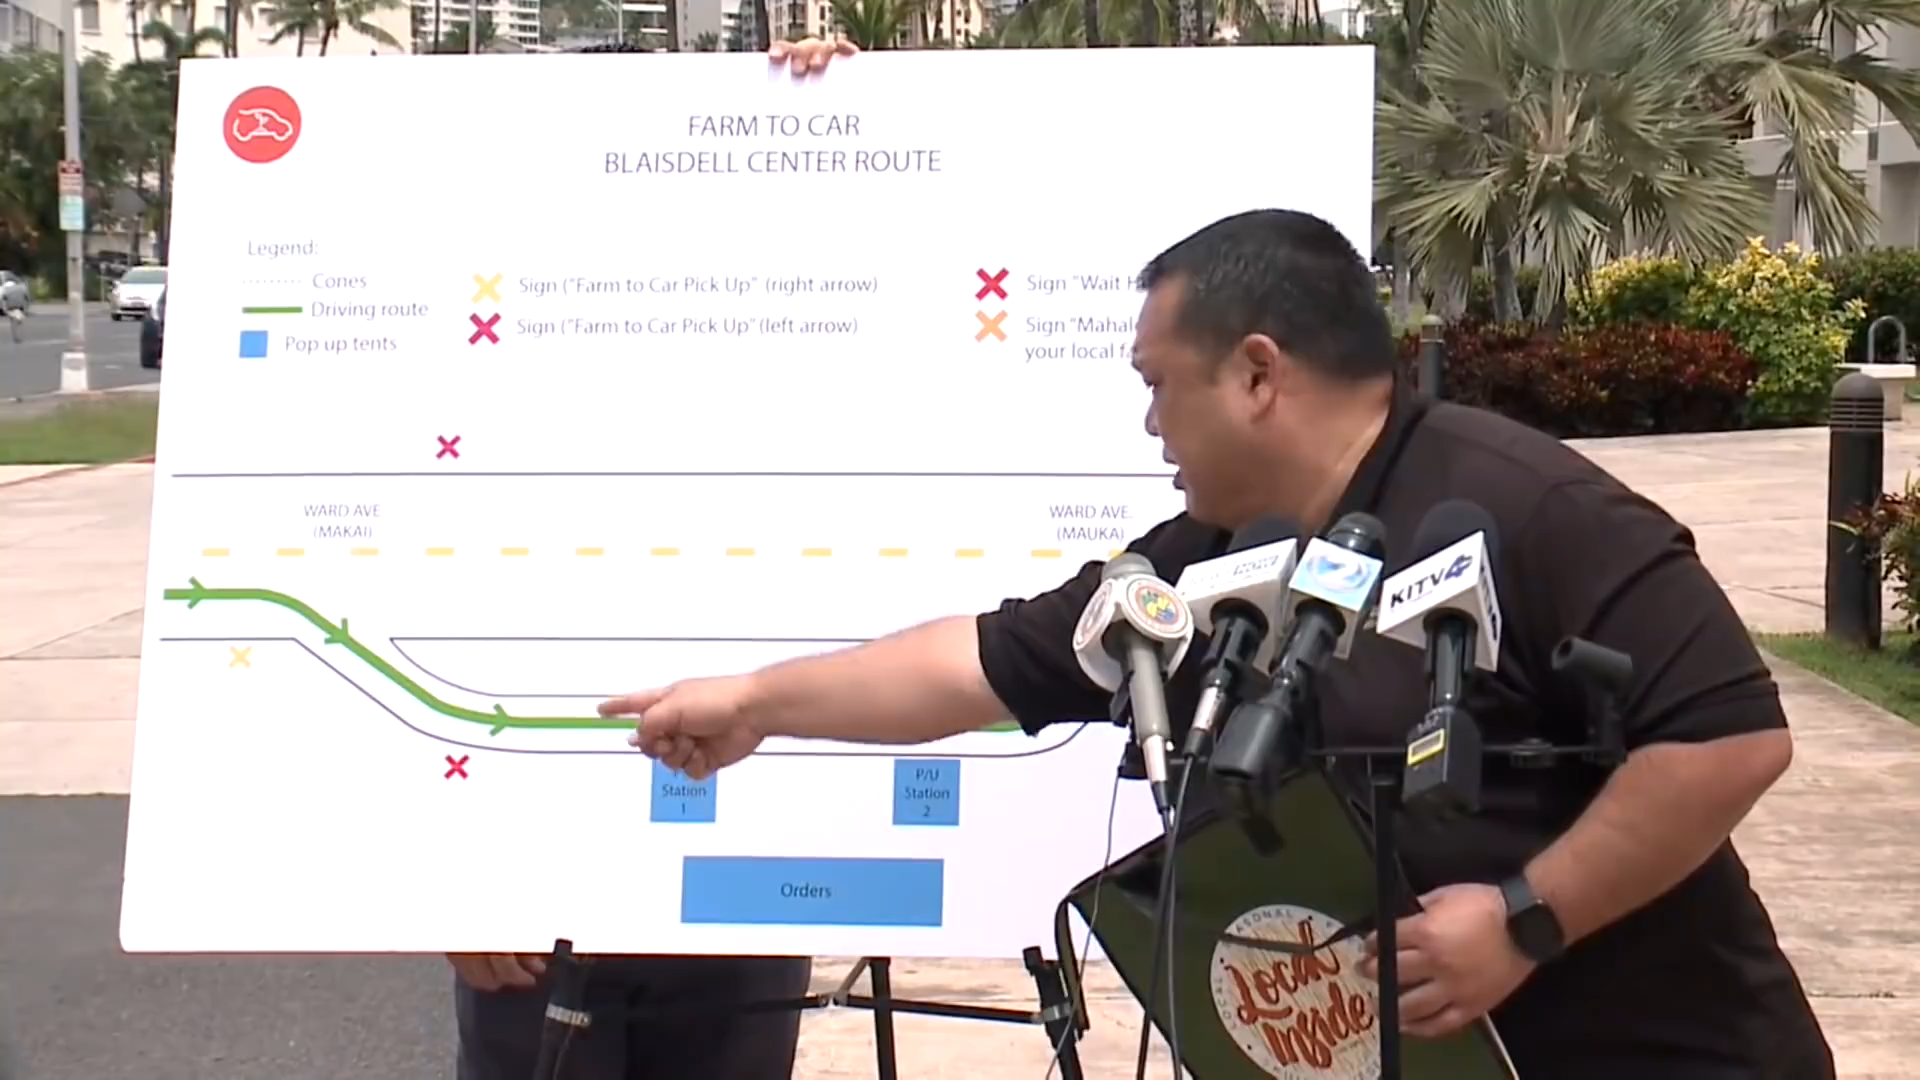 FARM TO CAR
BLAISDELL CENTER ROUTE
Legend:
Cones
Driving route
Pop up tents
Sign ("Farm to Car Pick Up" (right arrow)
Sign ("Farm to Car Pick Up" (left arrow)
Sign "Wait
Sign "Mahal
your local
WARD AVE.
(MAKAI)
WARD AVE.
(MAUKA)
Station
1
P/U
Station
2
Orders
2
KITV4
Local
Inside